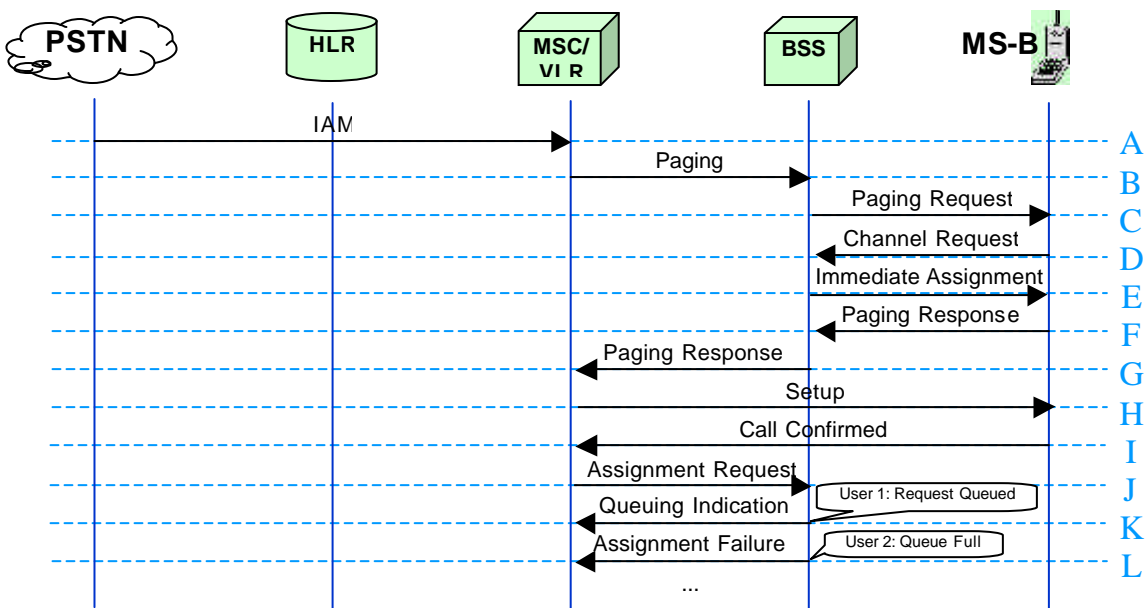 PSTN
HLR
MSC/
VLR
BSS
MS-B
IAM
A
Paging
B
Paging Request
C
Channel Request
D
Immediate Assignment
E
Paging Response
F
Paging Response
G
Setup
H
Call Confirmed
I
Assignment Request
J
User 1: Request Queued
Queuing Indication
K
Assignment Failure
User 2: Queue Full
L
...